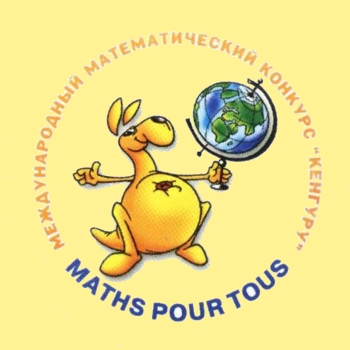 МЕЖДУНАРОДНЫЙ МАТЕМАТИЧЕСКИЙ КОНКУРС "КЕНГУРУ"
MATHS POUR TOUS